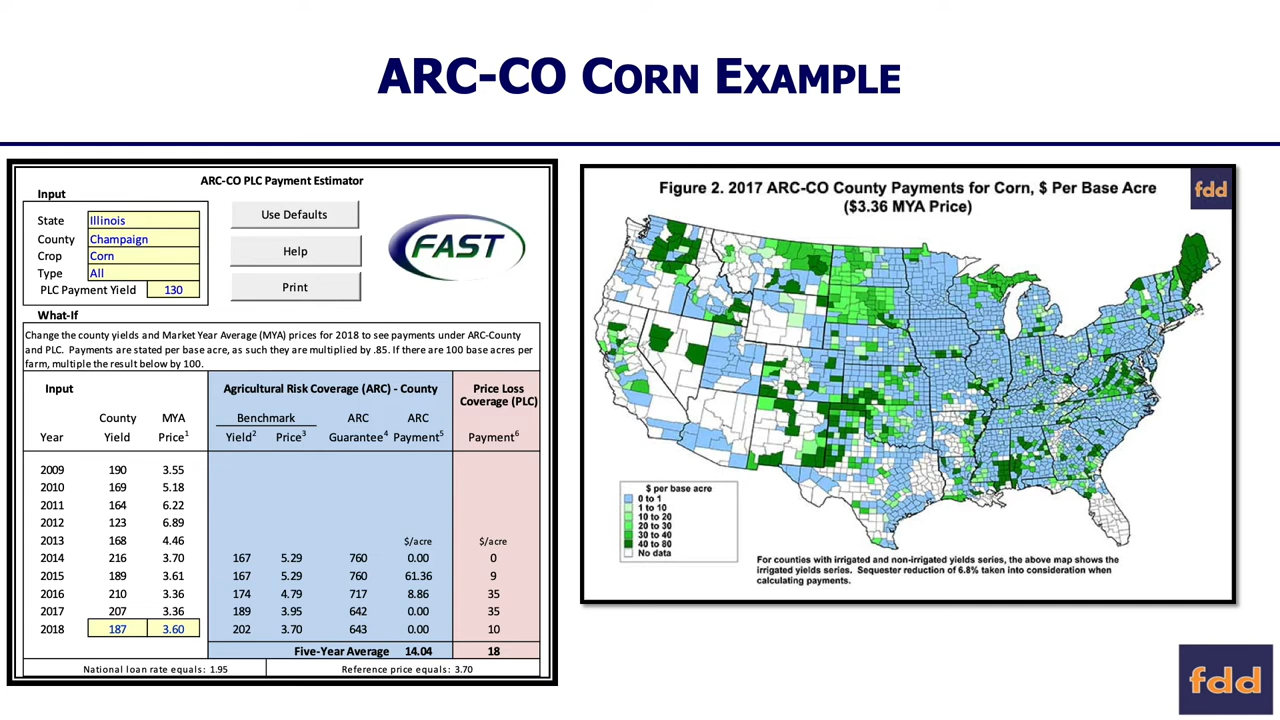 ARC-CO CORN EXAMPLE
ARC-CO PLC Payment Estimator
Input
State Illinois
County Champaign
Crop Corn
Type All
PLC Payment Yield 130
Use Defaults
Help
Print
FAST
What-If
Change the county yields and Market Year Average (MYA) prices for 2018 to see payments under ARC-County
and PLC. Payments are stated per base acre, as such they are multiplied by .85. If there are 100 base acres per
farm, multiple the result below by 100.
Input Agricultural Risk Coverage (ARC) - County Price Loss
Coverage (PLC)
County MYA Benchmark ARC ARC
Year Yield Price1 Yield2 Price3 Guarantee4 Payment5 Payment6
2009 190 3.55
2010 169 5.18
2011 164 6.22
2012 123 6.89
2013 168 4.46 $/acre $/acre
2014 216 3.70 167 5.29 760 0.00 0
2015 189 3.61 167 5.29 760 61.36 9
2016 210 3.36 174 4.79 717 8.86 35
2017 207 3.36 189 3.95 642 0.00 35
2018 187 3.60 202 3.70 643 0.00 10
Five-Year Average 14.04 18
National loan rate equals: 1.95 Reference price equals: 3.70
Figure 2. 2017 ARC-CO County Payments for Corn, $ Per Base Acre
($3.36 MYA Price)
fdd
$ per base acre
0 to 1
1 to 10
10 to 20
20 to 30
30 to 40
40 to 80
No data
For counties with irrigated and non-irrigated yields series, the above map shows the
irrigated yields series. Sequester reduction of 6.8% taken into consideration when
calculating payments.
fdd